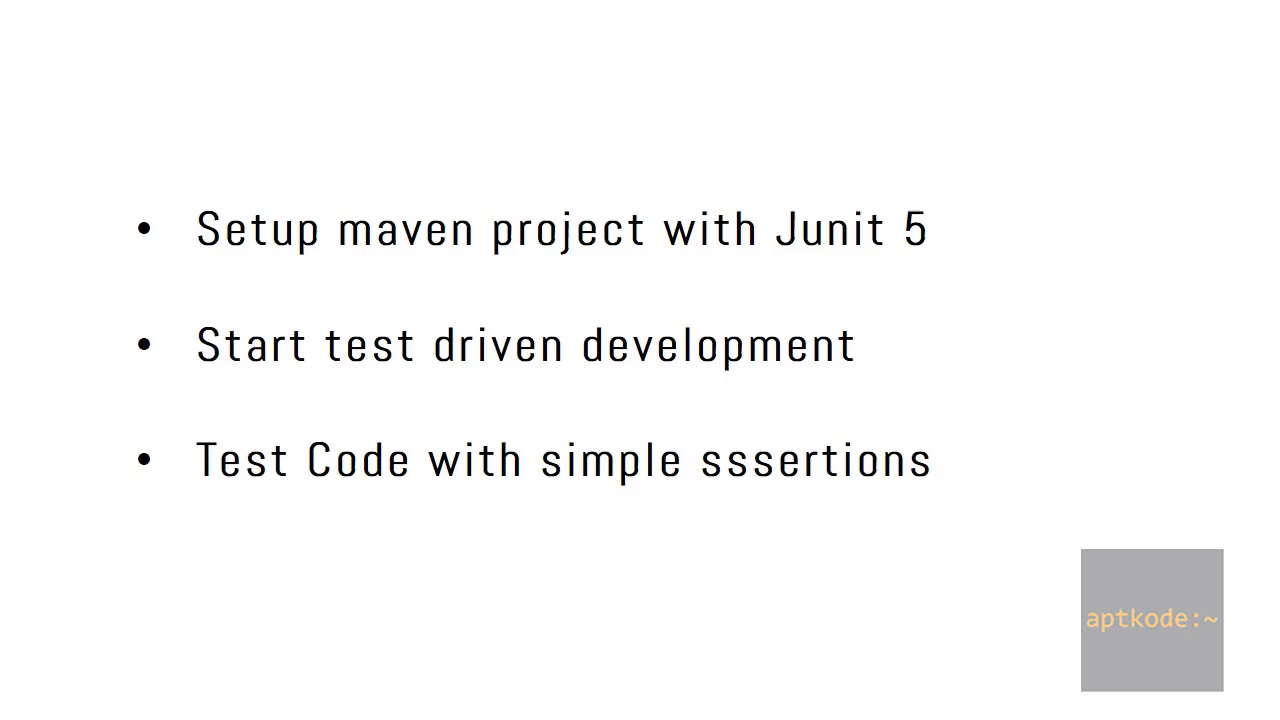 • Setup maven project with Junit 5
• Start test driven development
• Test Code with simple sssertions
aptkode:~